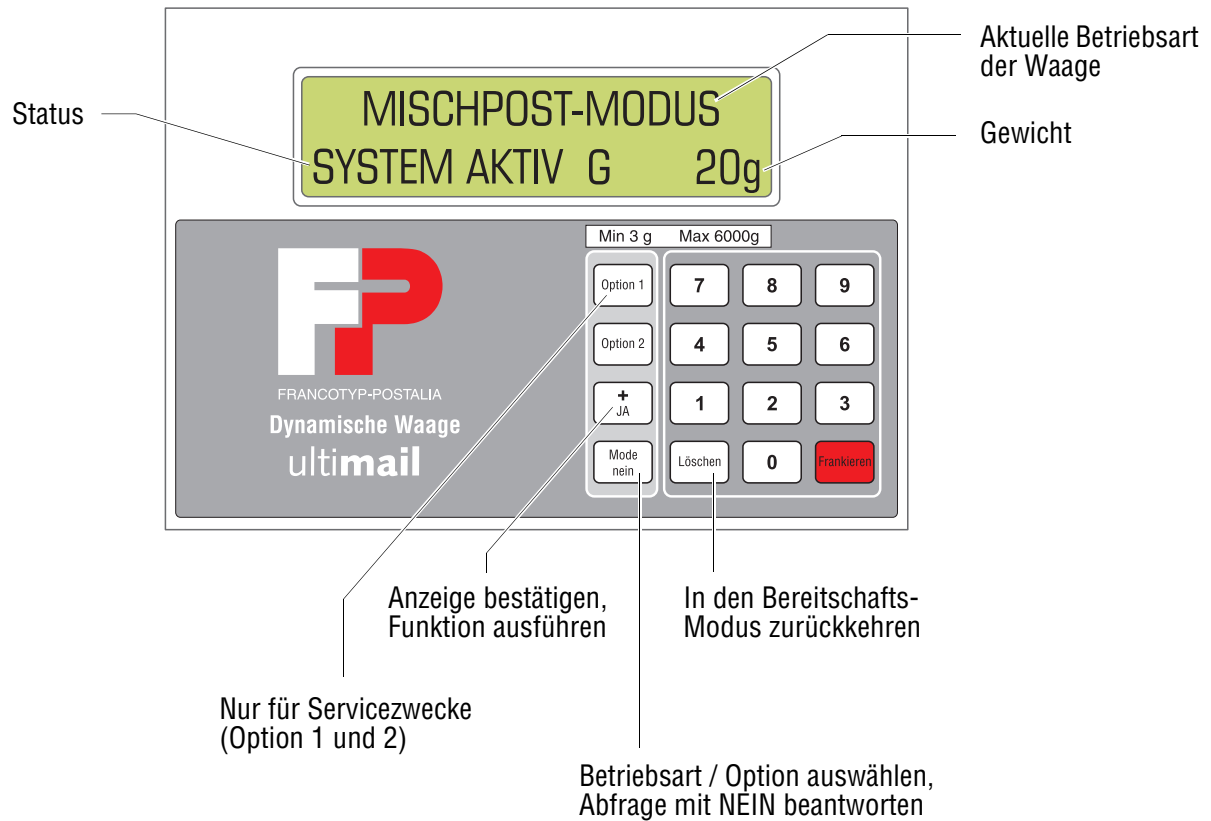 Aktuelle Betriebsart
der Waage
Status
MISCHPOST-MODUS
Gewicht
SYSTEM AKTIV G 20g
Min 3 g Max 6000g
Option 1 7 8 9
Option 2 4 5 6
+
JA
1 2 3
Mode
nein
Löschen 0 Frankieren
FP
FRANCOTYP-POSTALIA
Dynamische Waage
ultimail
Anzeige bestätigen,
Funktion ausführen
In den Bereitschafts-
Modus zurückkehren
Nur für Servicezwecke
(Option 1 und 2)
Betriebsart / Option auswählen,
Abfrage mit NEIN beantworten